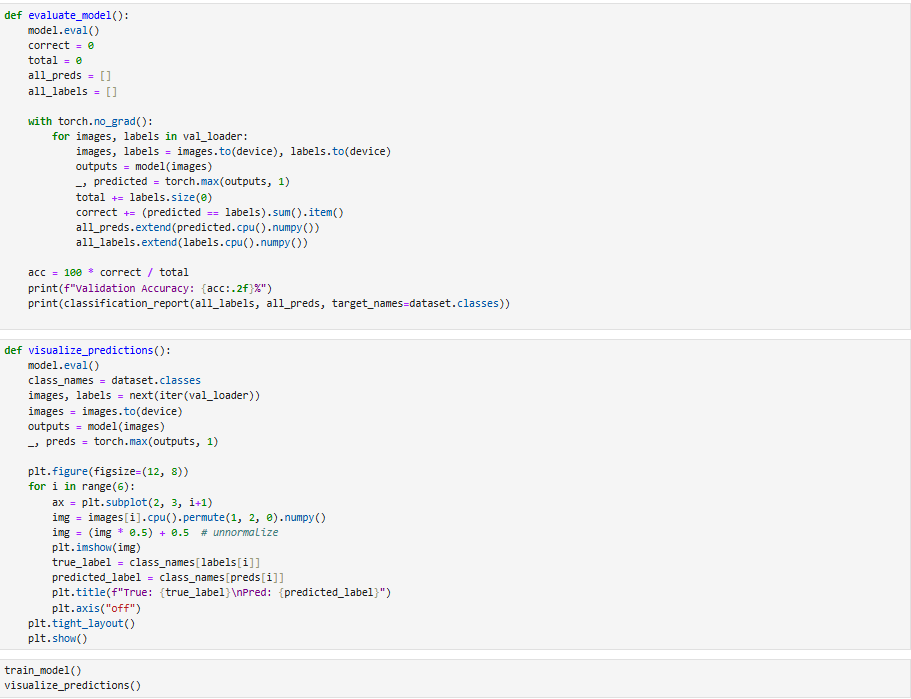 def evaluate_model():
    model.eval()
    correct = 0
    total = 0
    all_preds = []
    all_labels = []

    with torch.no_grad():
        for images, labels in val_loader:
            images, labels = images.to(device), labels.to(device)
            outputs = model(images)
            _, predicted = torch.max(outputs, 1)
            total += labels.size(0)
            correct += (predicted == labels).sum().item()
            all_preds.extend(predicted.cpu().numpy())
            all_labels.extend(labels.cpu().numpy())

    acc = 100 * correct / total
    print(f"Validation Accuracy: {acc:.2f}%")
    print(classification_report(all_labels, all_preds, target_names=dataset.classes))

def visualize_predictions():
    model.eval()
    class_names = dataset.classes
    images, labels = next(iter(val_loader))
    images = images.to(device)
    outputs = model(images)
    _, preds = torch.max(outputs, 1)

    plt.figure(figsize=(12, 8))
    for i in range(6):
        ax = plt.subplot(2, 3, i+1)
        img = images[i].cpu().permute(1, 2, 0).numpy()
        img = (img * 0.5) + 0.5  # unnormalize
        plt.imshow(img)
        true_label = class_names[labels[i]]
        predicted_label = class_names[preds[i]]
        plt.title(f"True: {true_label}\nPred: {predicted_label}")
        plt.axis("off")
    plt.tight_layout()
    plt.show()

train_model()
visualize_predictions()